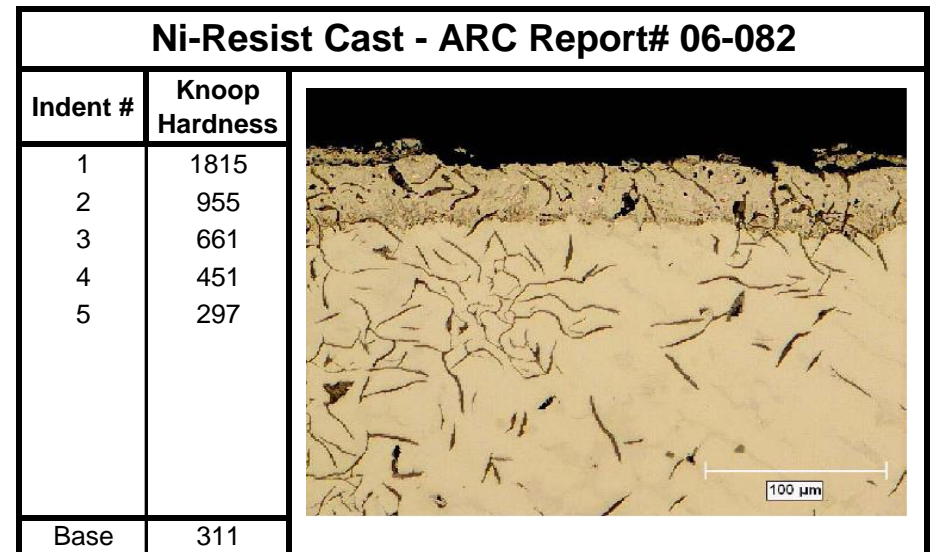 Ni-Resist Cast - ARC Report# 06-082
Indent # Knoop Hardness
1 1815
2 955
3 661
4 451
5 297
Base 311
100 µm